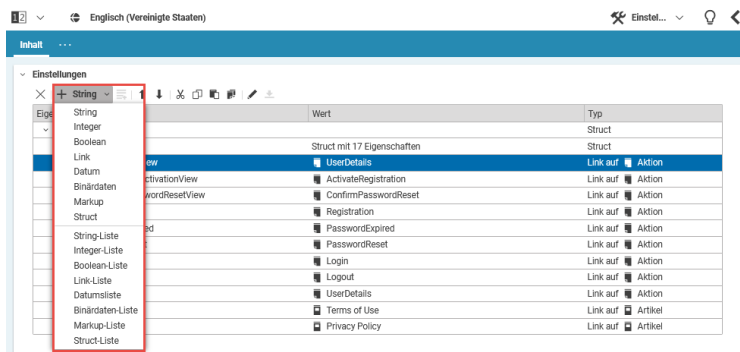 12 Englisch (Vereinigte Staaten) Einstel...
Inhalt ...
Einstellungen
String
Eige Wert Typ
String Struct
Integer Struct mit 17 Eigenschaften Struct
Boolean
Link ew UserDetails Link auf Aktion
Datum ctivationView ActivateRegistration Link auf Aktion
Binärdaten wordResetView ConfirmPasswordReset Link auf Aktion
Markup Registration Link auf Aktion
Struct ed PasswordExpired Link auf Aktion
String-Liste PasswordReset Link auf Aktion
Integer-Liste Login Link auf Aktion
Boolean-Liste Logout Link auf Aktion
Link-Liste UserDetails Link auf Aktion
Datumsliste Terms of Use Link auf Artikel
Binärdaten-Liste Privacy Policy Link auf Artikel
Markup-Liste
Struct-Liste